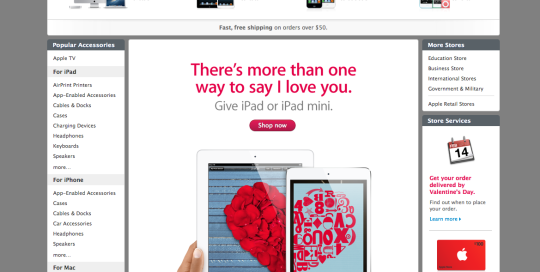 Fast, free shipping on orders over $50.
Popular Accessories
Apple TV
For iPad
AirPrint Printers
App-Enabled Accessories
Cables & Docks
Cases
Charging Devices
Headphones
Keyboards
Speakers
more...
For iPhone
App-Enabled Accessories
Cases
Cables & Docks
Car Accessories
Headphones
Speakers
more...
For Mac
There's more than one
way to say I love you.
Give iPad or iPad mini.
Shop now
More Stores
Education Store
Business Store
International Stores
Government & Military
Apple Retail Stores
Store Services
14
Get your order
delivered by
Valentine's Day.
Find out when to place
your order.
Learn more